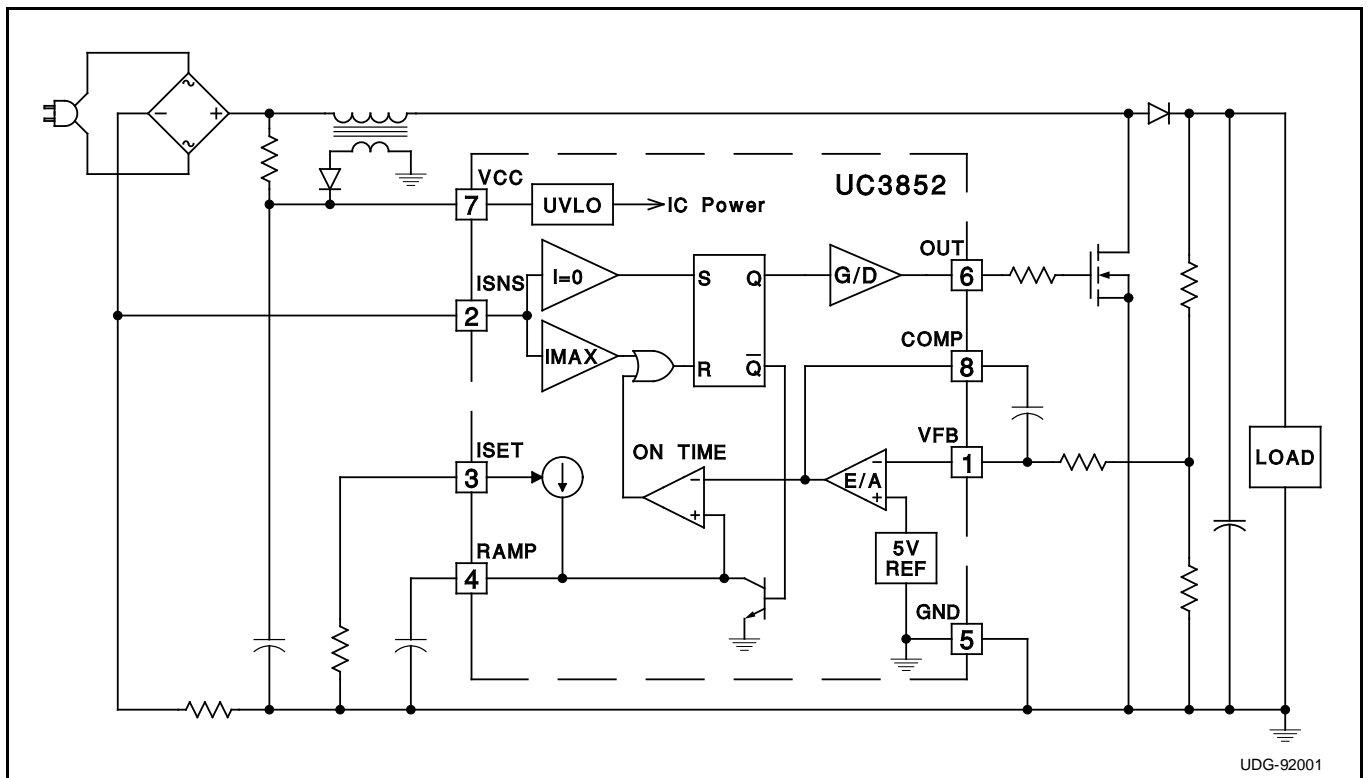 UC3852
VCC
7
UVLO
IC Power
ISNS
2
I=0
IMAX
S
Q
R
Q̅
G/D
OUT
6
COMP
8
VFB
1
ISET
3
ON TIME
−
+
E/A
−
+
5V
REF
RAMP
4
GND
5
LOAD
−
+
~
~
UDG-92001